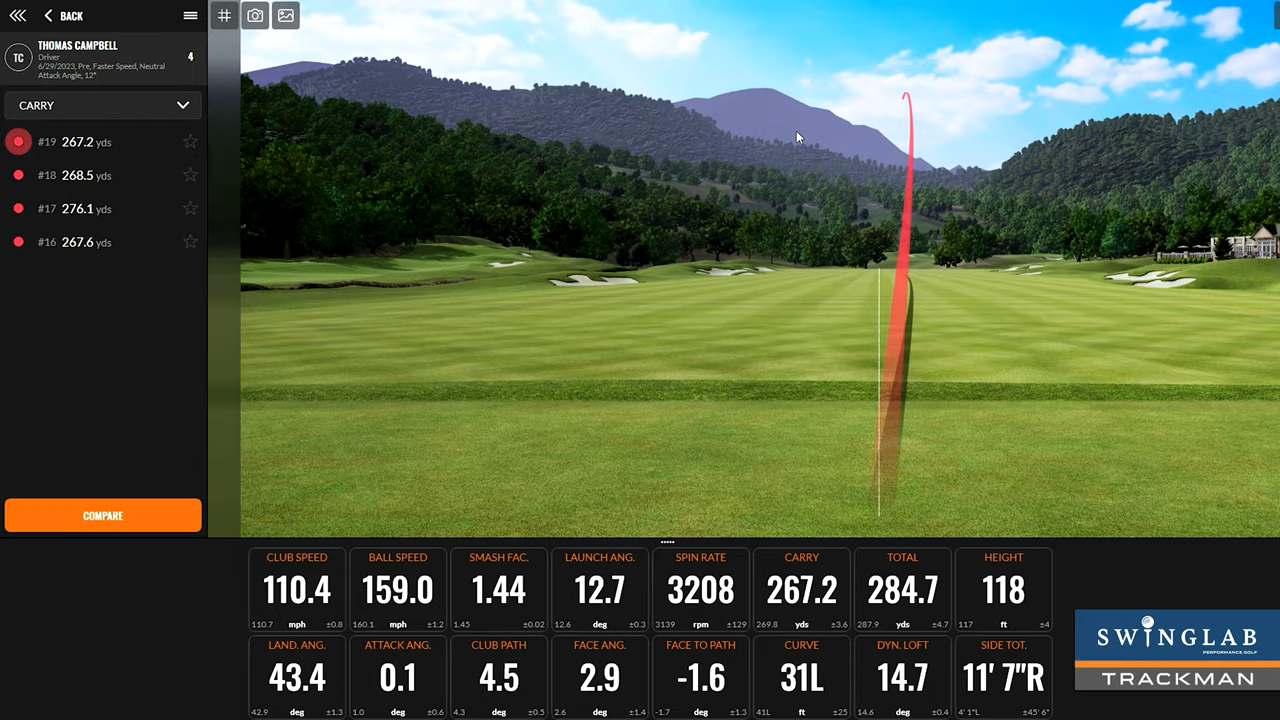 BACK
TC
THOMAS CAMPBELL
Driver
6/29/2023, Pre, Faster Speed, Neutral
Attack Angle, 12°
4
CARRY
#19 267.2 yds
#18 268.5 yds
#17 276.1 yds
#16 267.6 yds
COMPARE
CLUB SPEED BALL SPEED SMASH FAC. LAUNCH ANG. SPIN RATE CARRY TOTAL HEIGHT
110.4 159.0 1.44 12.7 3208 267.2 284.7 118
110.7 mph ±0.8 160.1 mph ±1.2 1.45 ±0.02 12.6 deg ±0.3 3139 rpm ±129 269.8 yds ±3.6 287.9 yds ±4.7 117 ft ±4
LAND. ANG. ATTACK ANG. CLUB PATH FACE ANG. FACE TO PATH CURVE DYN. LOFT SIDE TOT.
43.4 0.1 4.5 2.9 -1.6 31L 14.7 11' 7"R
42.9 deg ±1.3 1.0 deg ±0.6 4.3 deg ±0.5 2.6 deg ±1.4 -1.7 deg ±1.3 41L ft ±25 14.6 deg ±0.4 4' 1"L ±45' 6"
SWINGLAB
PERFORMANCE GOLF
TRACKMAN